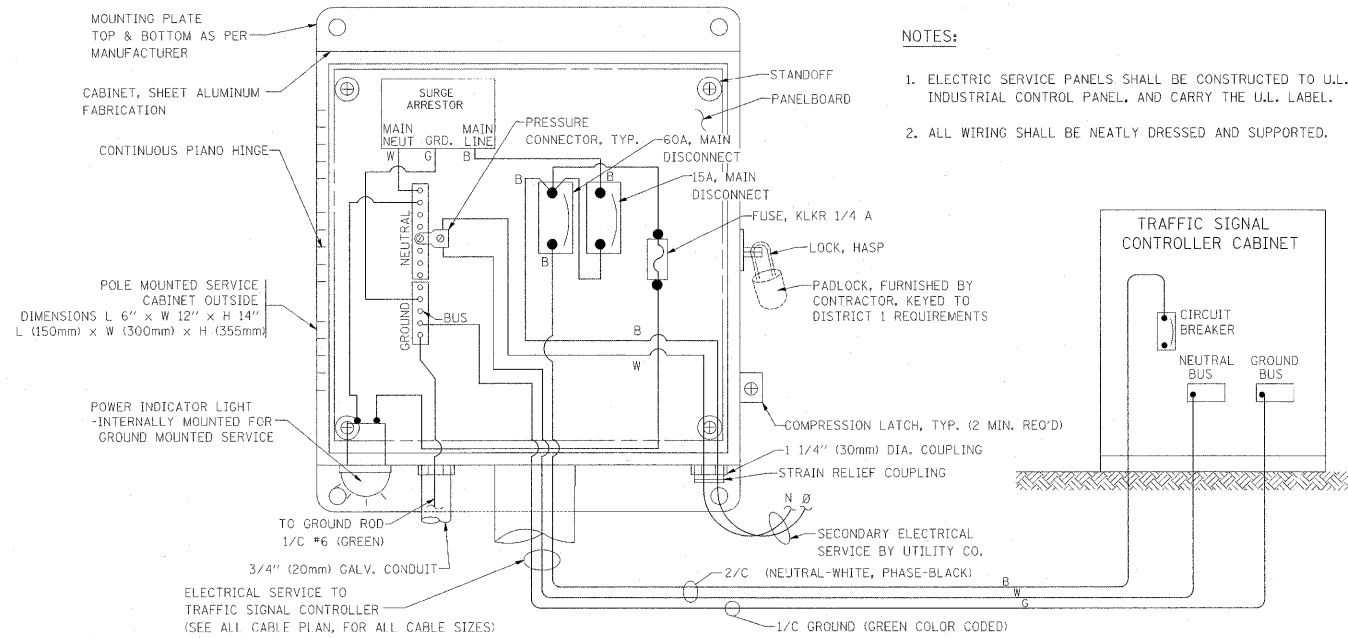 MOUNTING PLATE
TOP & BOTTOM AS PER
MANUFACTURER
CABINET, SHEET ALUMINUM
FABRICATION
CONTINUOUS PIANO HINGE
POLE MOUNTED SERVICE
CABINET OUTSIDE
DIMENSIONS L 6" x W 12" x H 14"
L (150mm) x W (300mm) x H (355mm)
POWER INDICATOR LIGHT
-INTERNALLY MOUNTED FOR
GROUND MOUNTED SERVICE
TO GROUND ROD
1/C #6 (GREEN)
3/4" (20mm) GALV. CONDUIT
ELECTRICAL SERVICE TO
TRAFFIC SIGNAL CONTROLLER
(SEE ALL CABLE PLAN, FOR ALL CABLE SIZES)
SURGE
ARRESTOR
MAIN
NEUT
GRD.
MAIN
LINE
W
G
B
NEUTRAL
GROUND
BUS
PRESSURE
CONNECTOR, TYP.
B
B
B
B
W
STANDOFF
PANELBOARD
60A, MAIN
DISCONNECT
15A, MAIN
DISCONNECT
FUSE, KLKR 1/4 A
LOCK, HASP
PADLOCK, FURNISHED BY
CONTRACTOR, KEYED TO
DISTRICT 1 REQUIREMENTS
COMPRESSION LATCH, TYP. (2 MIN. REQ'D)
1 1/4" (30mm) DIA. COUPLING
STRAIN RELIEF COUPLING
N Ø
SECONDARY ELECTRICAL
SERVICE BY UTILITY CO.
2/C (NEUTRAL-WHITE, PHASE-BLACK)
B
W
G
1/C GROUND (GREEN COLOR CODED)
NOTES:
1. ELECTRIC SERVICE PANELS SHALL BE CONSTRUCTED TO U.L.
INDUSTRIAL CONTROL PANEL, AND CARRY THE U.L. LABEL.
2. ALL WIRING SHALL BE NEATLY DRESSED AND SUPPORTED.
TRAFFIC SIGNAL
CONTROLLER CABINET
CIRCUIT
BREAKER
NEUTRAL
BUS
GROUND
BUS